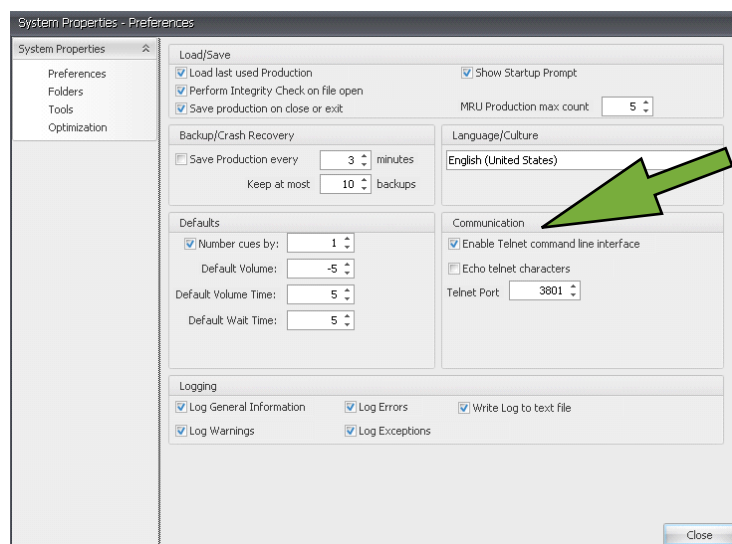 System Properties - Preferences
System Properties
Preferences
Folders
Tools
Optimization
Load/Save
Load last used Production
Show Startup Prompt
Perform Integrity Check on file open
Save production on close or exit
MRU Production max count 5
Backup/Crash Recovery
Save Production every 3 minutes
Keep at most 10 backups
Language/Culture
English (United States)
Defaults
Number cues by: 1
Default Volume: -5
Default Volume Time: 5
Default Wait Time: 5
Communication
Enable Telnet command line interface
Echo telnet characters
Telnet Port 3801
Logging
Log General Information
Log Errors
Write Log to text file
Log Warnings
Log Exceptions
Close